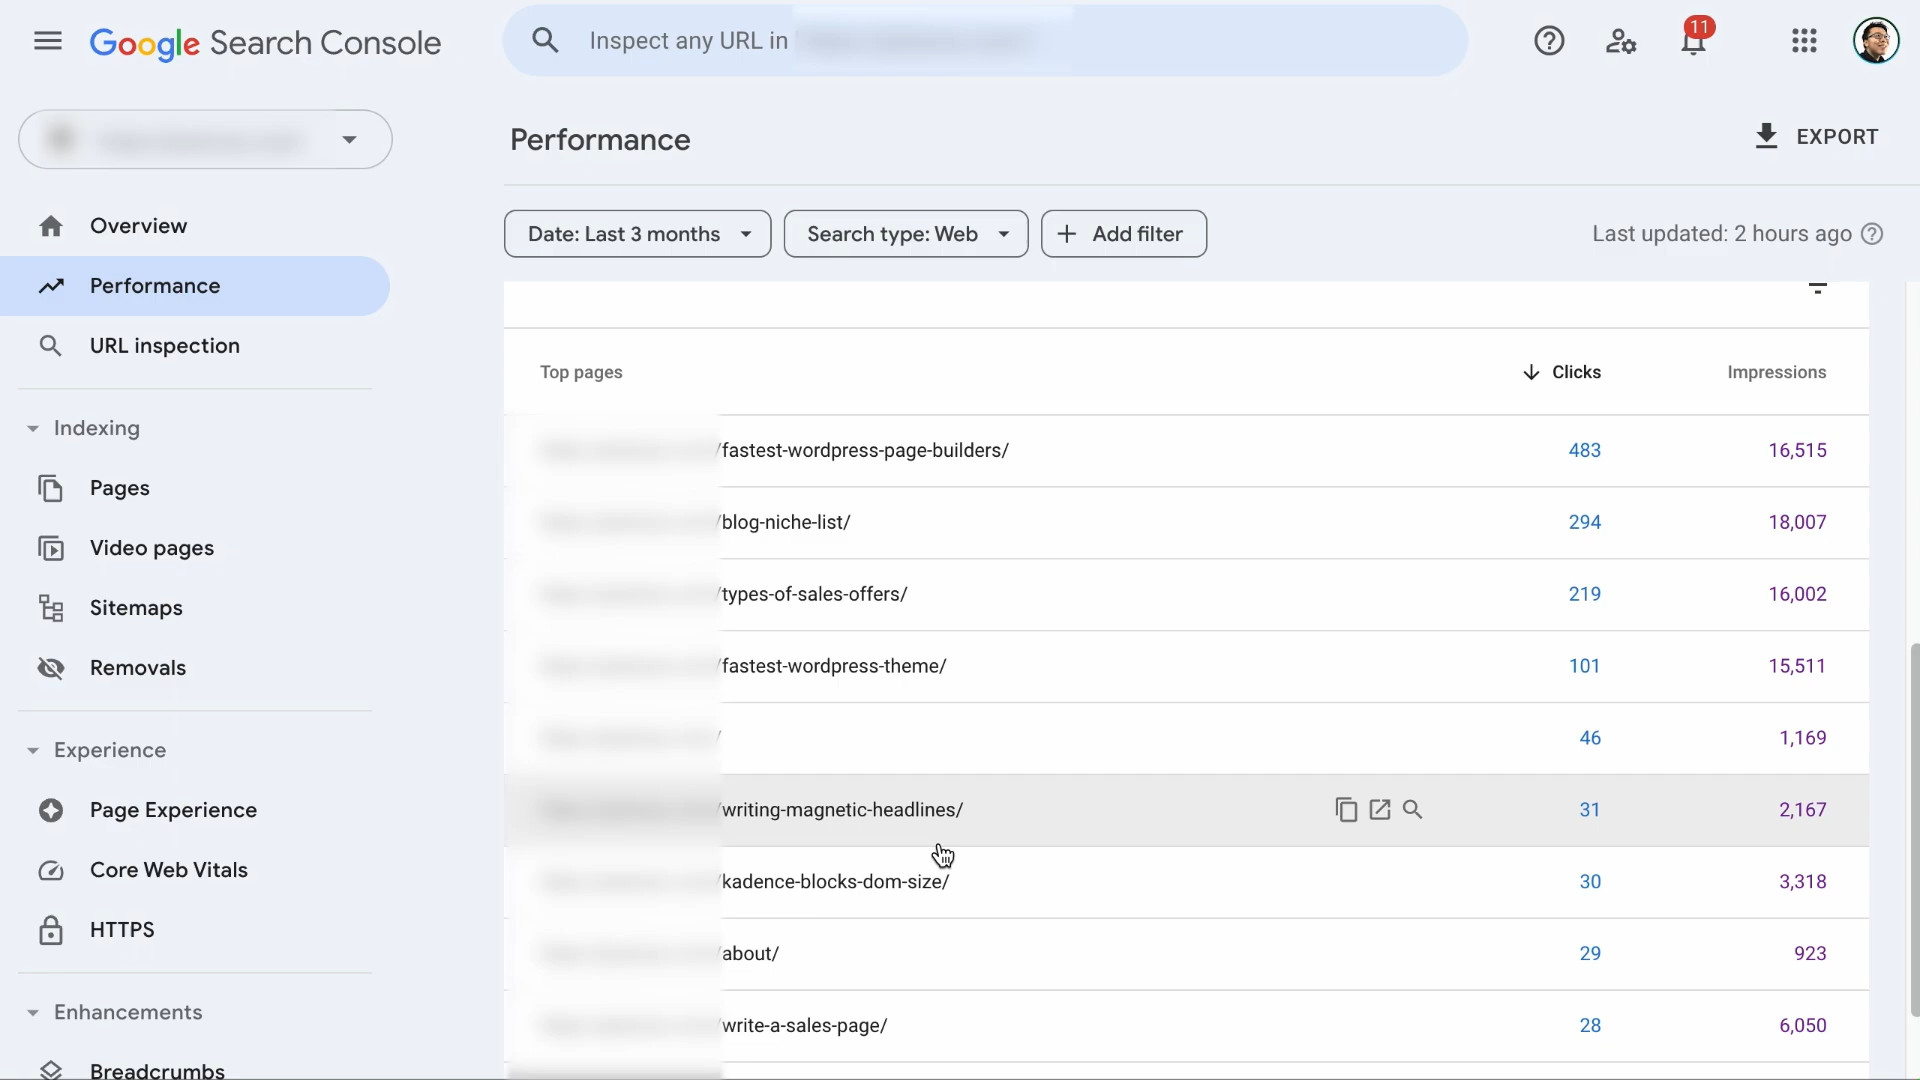 Google Search Console
Inspect any URL in
11
Performance
EXPORT
Date: Last 3 months
Search type: Web
Add filter
Last updated: 2 hours ago
Overview
Performance
URL inspection
Indexing
Pages
Video pages
Sitemaps
Removals
Experience
Page Experience
Core Web Vitals
HTTPS
Enhancements
Breadcrumbs
Top pages Clicks Impressions
/fastest-wordpress-page-builders/ 483 16,515
/blog-niche-list/ 294 18,007
/types-of-sales-offers/ 219 16,002
/fastest-wordpress-theme/ 101 15,511
/ 46 1,169
/writing-magnetic-headlines/ 31 2,167
/kadence-blocks-dom-size/ 30 3,318
/about/ 29 923
/write-a-sales-page/ 28 6,050